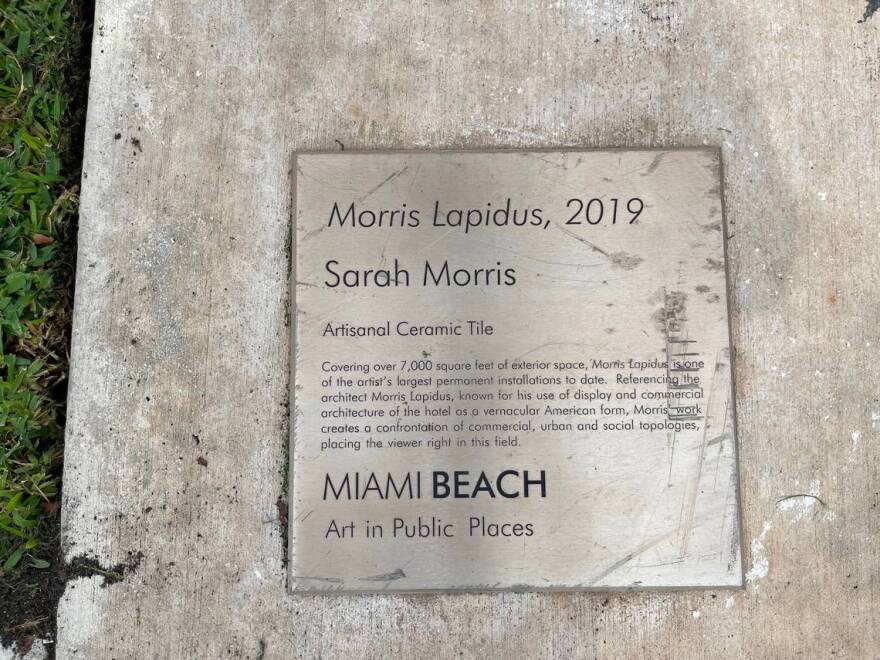 Morris Lapidus, 2019
Sarah Morris
Artisanal Ceramic Tile
Covering over 7,000 square feet of exterior space, Morris Lapidus is one
of the artist's largest permanent installations to date. Referencing the
architect Morris Lapidus, known for his use of display and commercial
architecture of the hotel as a vernacular American form, Morris' work
creates a confrontation of commercial, urban and social topologies,
placing the viewer right in this field.
MIAMI BEACH
Art in Public Places